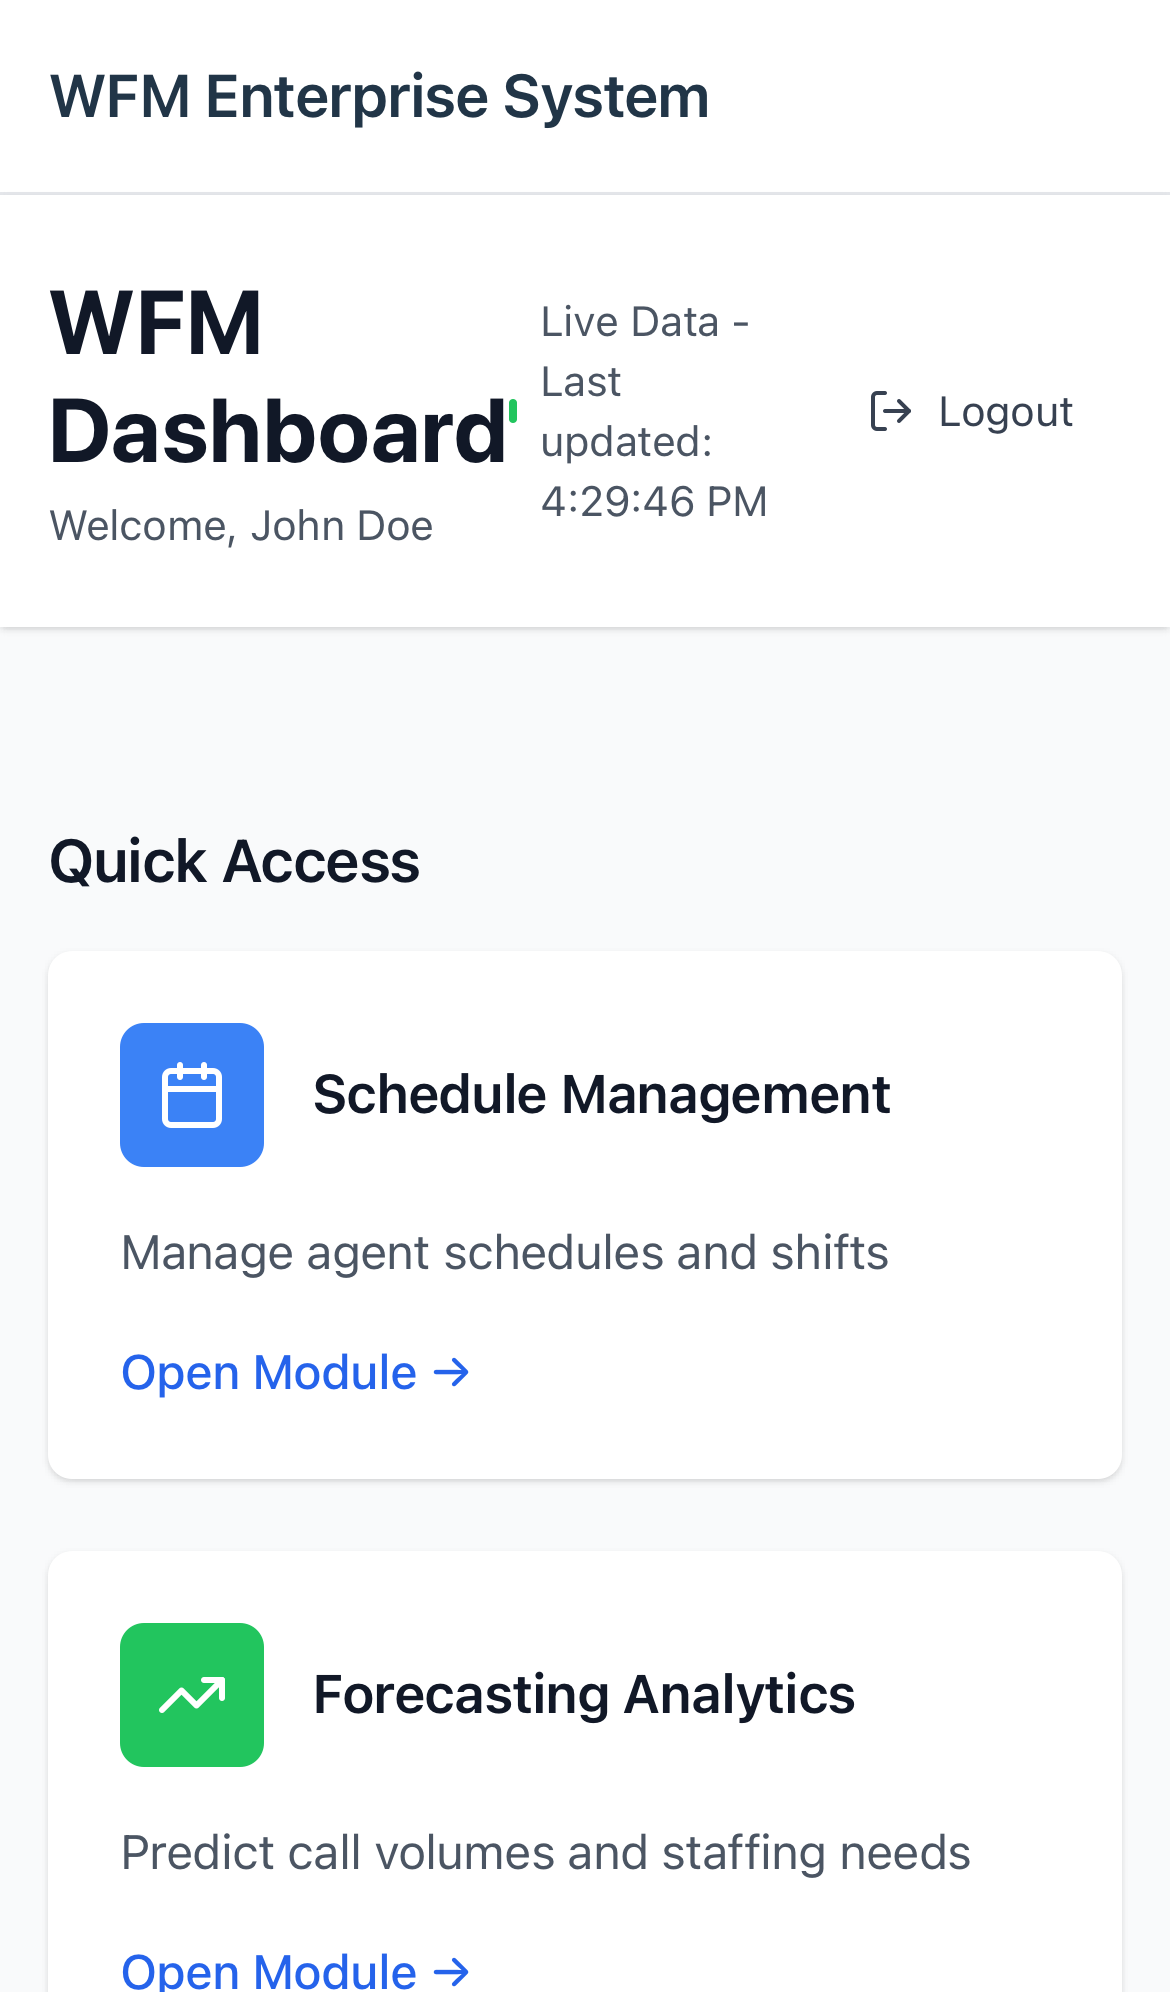 WFM Enterprise System
WFM
Dashboard
Welcome, John Doe
Live Data -
Last
updated:
4:29:46 PM
Logout
Quick Access
Schedule Management
Manage agent schedules and shifts
Open Module →
Forecasting Analytics
Predict call volumes and staffing needs
Open Module →